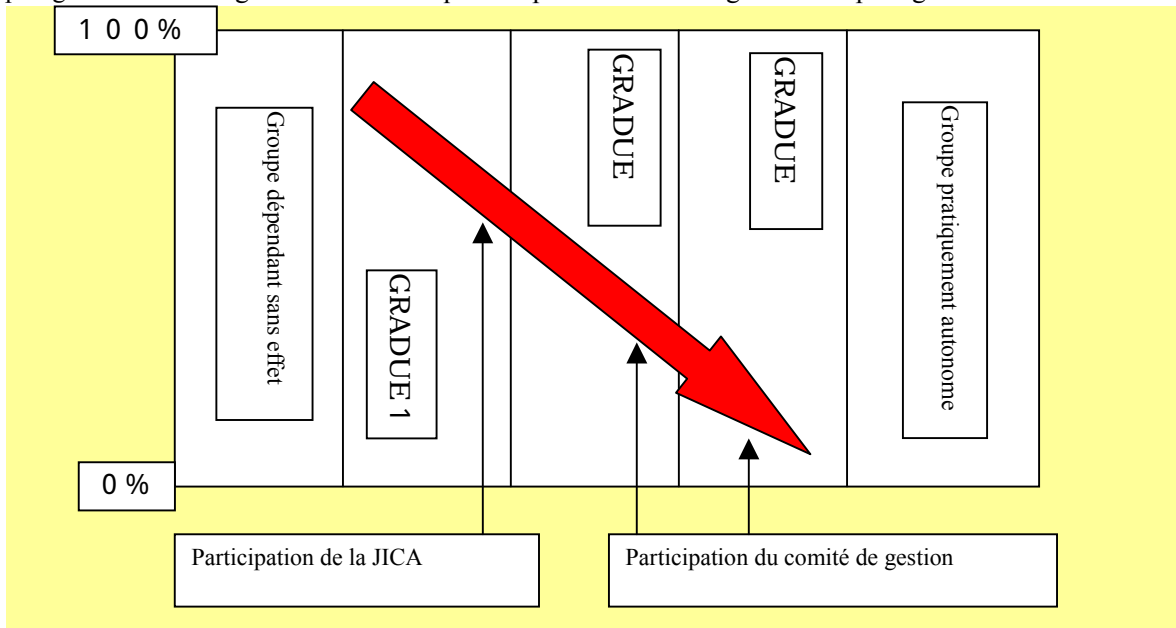 １００％
Groupe dépendant sans effet
GRADUE 1
GRADUE
GRADUE
Groupe pratiquement autonome
０％
Participation de la JICA
Participation du comité de gestion